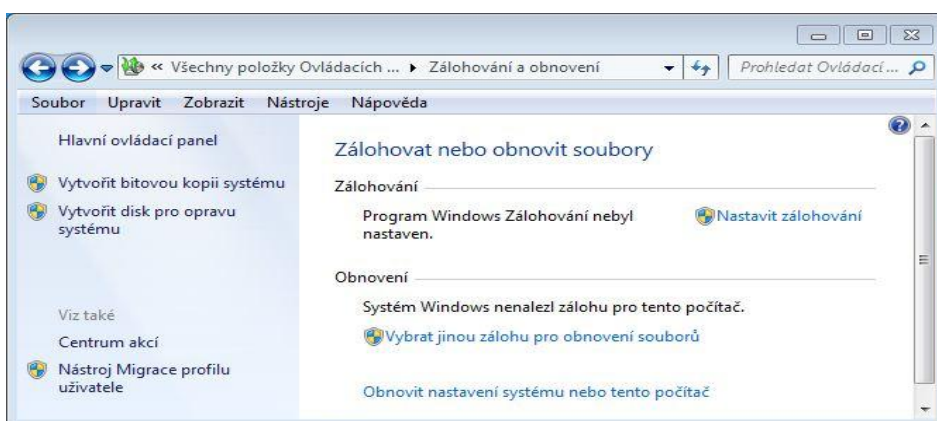 « Všechny položky Ovládacích ... ▸ Zálohování a obnovení
Prohledat Ovládací ...
Soubor Upravit Zobrazit Nástroje Nápověda
Hlavní ovládací panel
Vytvořit bitovou kopii systému
Vytvořit disk pro opravu
systému
Viz také
Centrum akcí
Nástroj Migrace profilu
uživatele
Zálohovat nebo obnovit soubory
Zálohování
Program Windows Zálohování nebyl
nastaven.
Nastavit zálohování
Obnovení
Systém Windows nenalezl zálohu pro tento počítač.
Vybrat jinou zálohu pro obnovení souborů
Obnovit nastavení systému nebo tento počítač